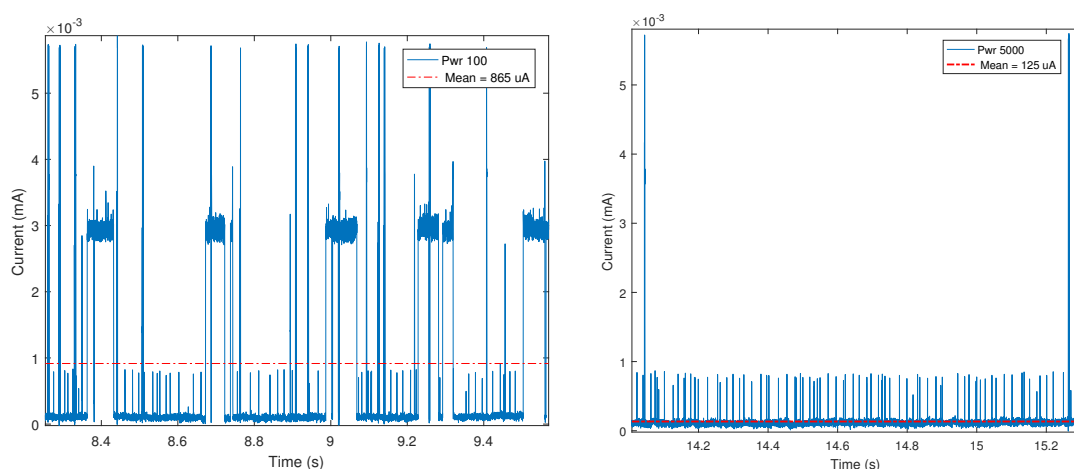 ×10-3
Pwr 100
Mean = 865 uA
5
4
3
2
1
0
Current (mA)
8.4 8.6 8.8 9 9.2 9.4
Time (s)
×10-3
Pwr 5000
Mean = 125 uA
5
4
3
2
1
0
Current (mA)
14.2 14.4 14.6 14.8 15 15.2
Time (s)